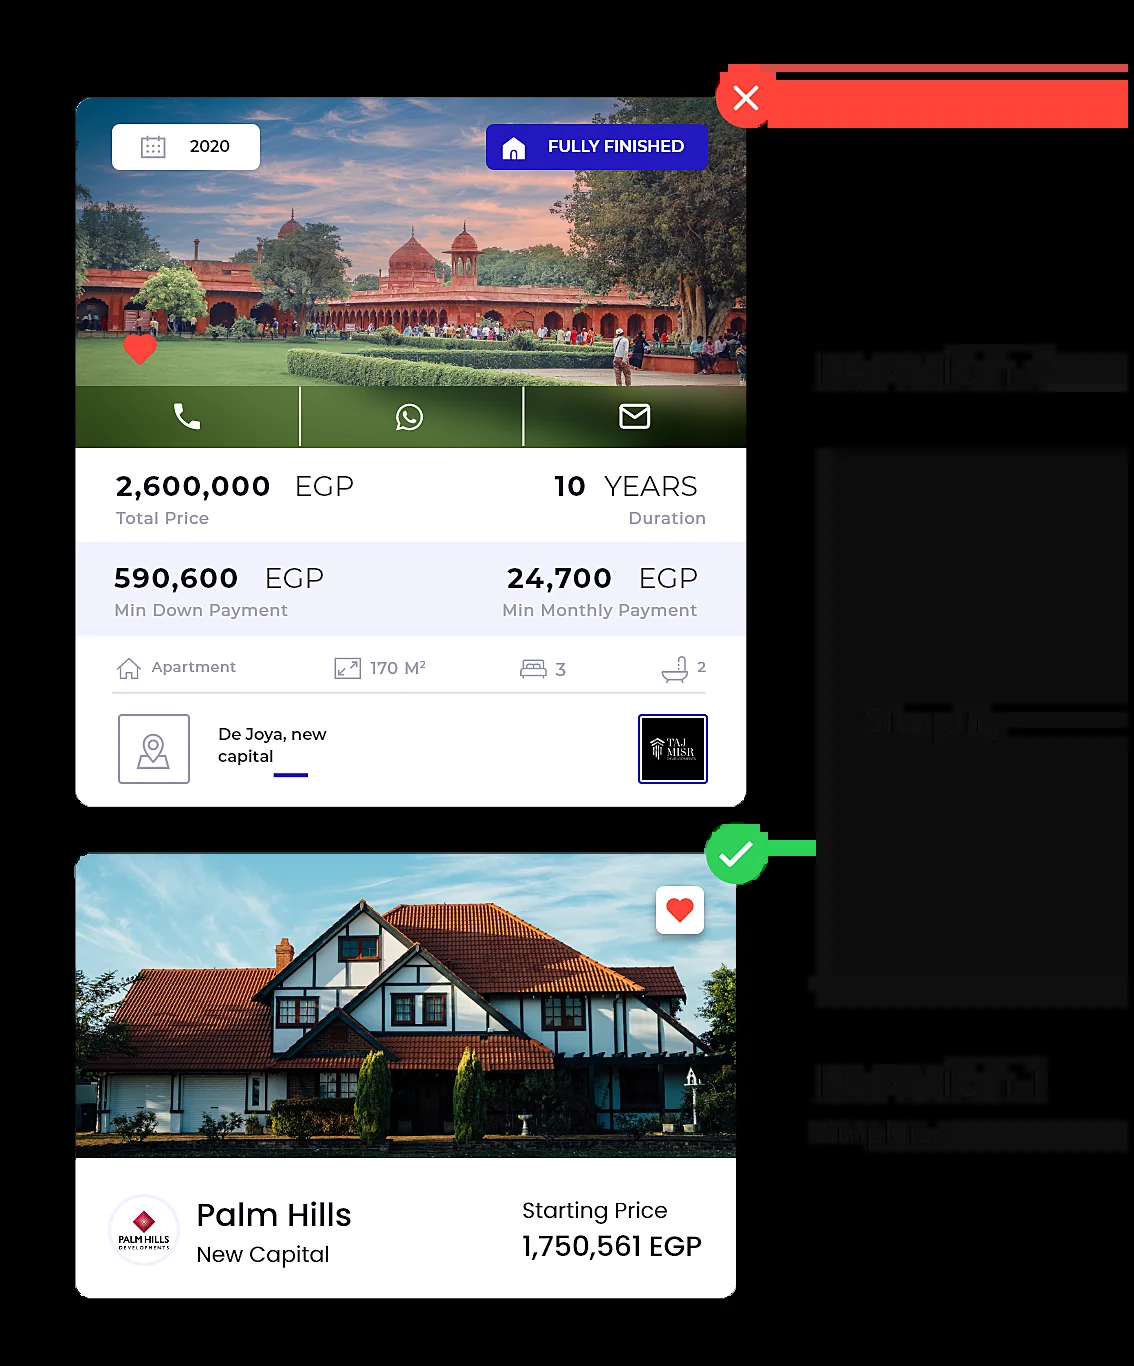 2020
FULLY FINISHED
2,600,000 EGP
10 YEARS
Total Price
Duration
590,600 EGP
24,700 EGP
Min Down Payment
Min Monthly Payment
Apartment
170 M²
3
2
De Joya, new
capital
TAJ
MISR
DEVELOPMENTS
PALM HILLS
DEVELOPMENTS
Palm Hills
New Capital
Starting Price
1,750,561 EGP